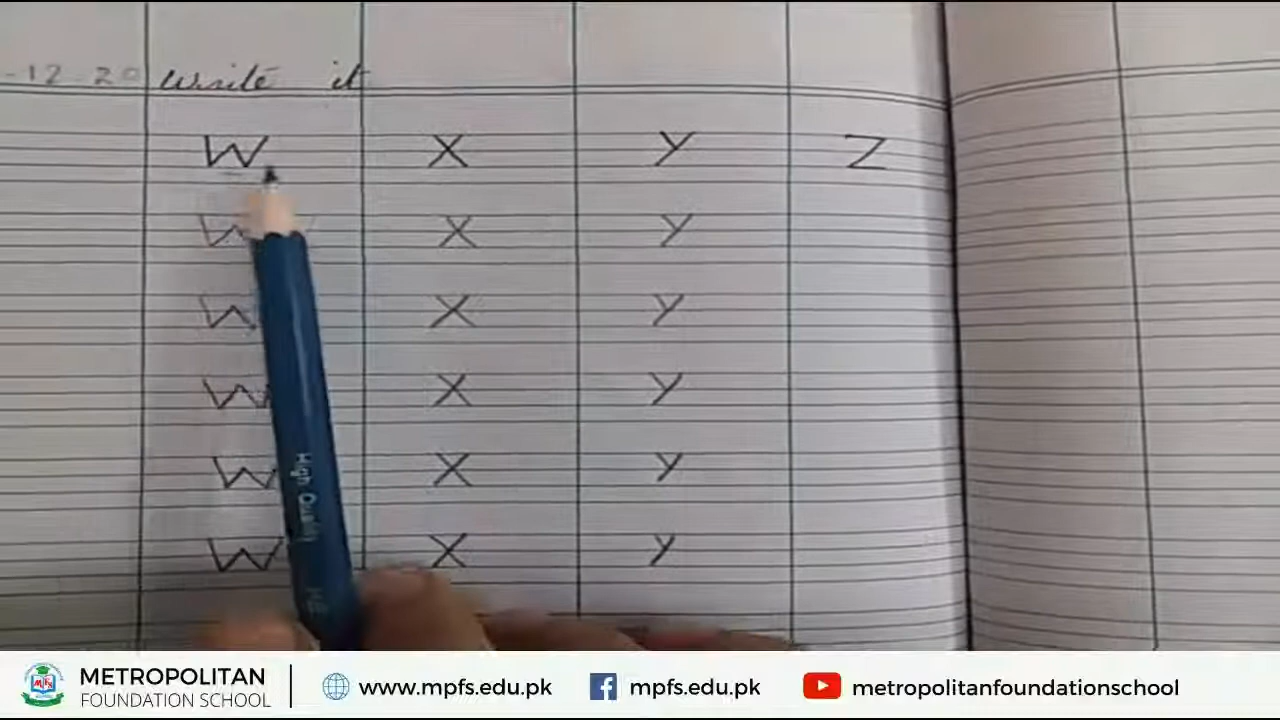 -12-20 Write it
W X Y Z
W X Y
W X Y
W X Y
W X Y
W X Y
High Quality
METROPOLITAN
FOUNDATION SCHOOL
www.mpfs.edu.pk
mpfs.edu.pk
metropolitanfoundationschool